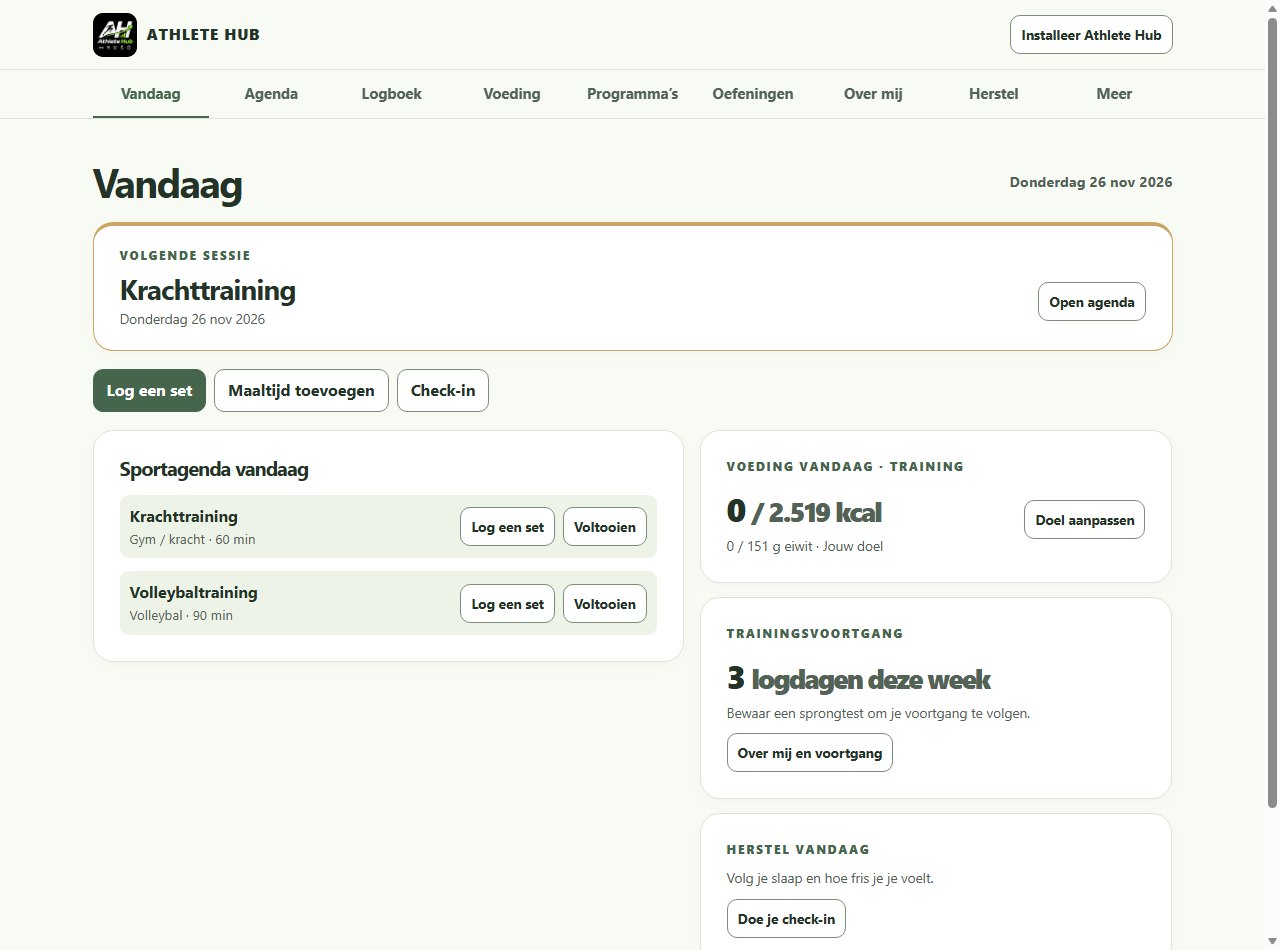 AH
Athlete Hub
ATHLETE HUB
Installeer Athlete Hub
Vandaag Agenda Logboek Voeding Programma's Oefeningen Over mij Herstel Meer
Vandaag
Donderdag 26 nov 2026
VOLGENDE SESSIE
Krachttraining
Donderdag 26 nov 2026
Open agenda
Log een set Maaltijd toevoegen Check-in
Sportagenda vandaag
Krachttraining
Gym / kracht · 60 min
Log een set Voltooien
Volleybaltraining
Volleybal · 90 min
Log een set Voltooien
VOEDING VANDAAG · TRAINING
0 / 2.519 kcal
0 / 151 g eiwit · Jouw doel
Doel aanpassen
TRAININGSVOORTGANG
3 logdagen deze week
Bewaar een sprongtest om je voortgang te volgen.
Over mij en voortgang
HERSTEL VANDAAG
Volg je slaap en hoe fris je je voelt.
Doe je check-in